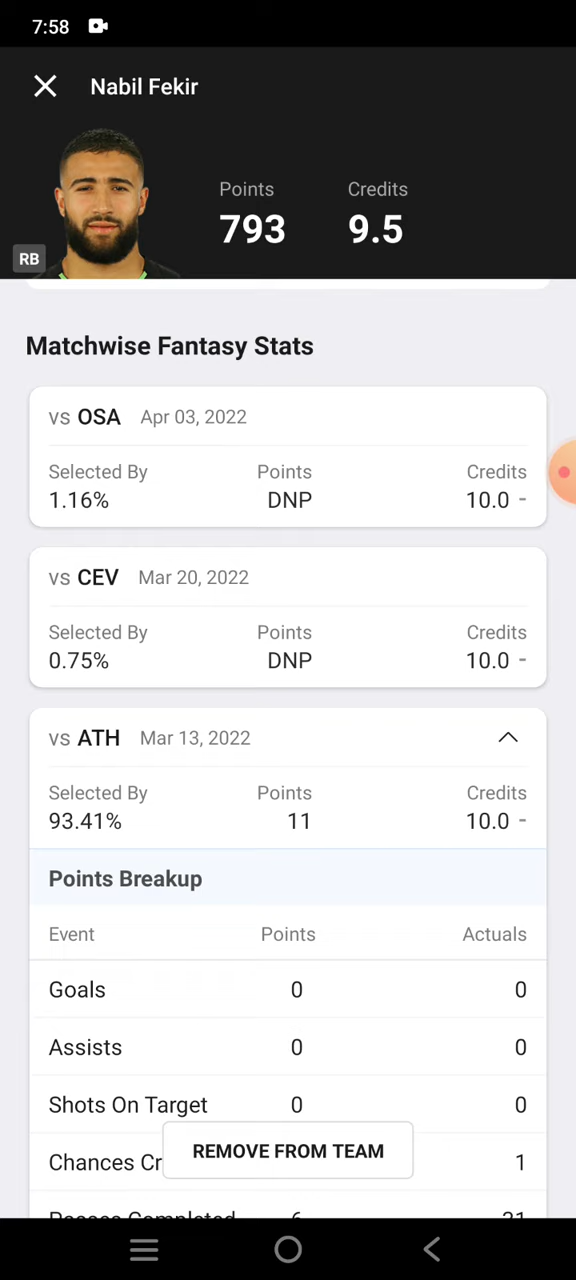 7:58
Nabil Fekir
Points Credits
793 9.5
RB
Matchwise Fantasy Stats
vs OSA Apr 03, 2022
Selected By Points Credits
1.16% DNP 10.0 -
vs CEV Mar 20, 2022
Selected By Points Credits
0.75% DNP 10.0 -
vs ATH Mar 13, 2022
Selected By Points Credits
93.41% 11 10.0 -
Points Breakup
Event Points Actuals
Goals 0 0
Assists 0 0
Shots On Target 0 0
REMOVE FROM TEAM
Chances Cr 1
Passes Completed 6 21